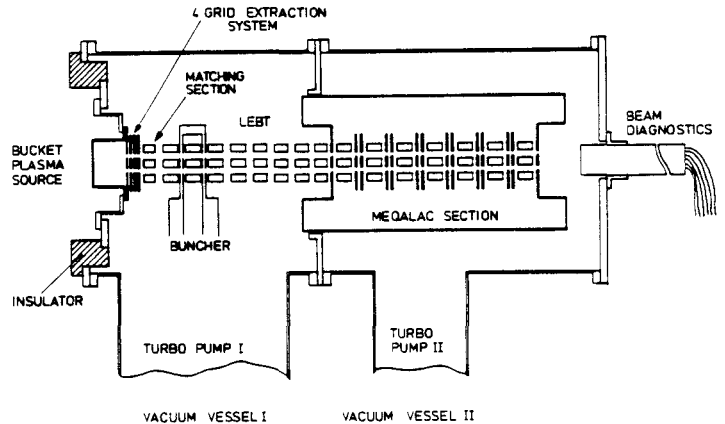 4 GRID EXTRACTION
SYSTEM
MATCHING
SECTION
LEBT
BEAM
DIAGNOSTICS
BUCKET
PLASMA
SOURCE
MEQALAC SECTION
BUNCHER
INSULATOR
TURBO PUMP I
TURBO
PUMP II
VACUUM VESSEL I
VACUUM VESSEL II